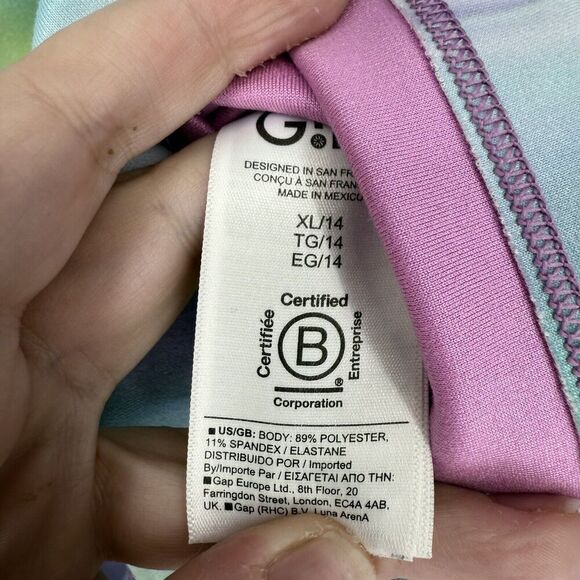 DESIGNED IN SAN
CONÇU À SAN
MADE IN MEXICO
XL/14
TG/14
EG/14
Certified
Certifiée
B
®
Entreprise
Corporation
■ US/GB: BODY: 89% POLYESTER,
11% SPANDEX / ELASTANE
DISTRIBUIDO POR / Imported
By/Importe Par / ΕΙΣΑΓΕΤΑΙ ΑΠΟ ΤΗΝ:
■ Gap Europe Ltd., 8th Floor, 20
Farringdon Street, London, EC4A 4AB,
UK. ■ Gap (RHC) B.V. Luna ArenA